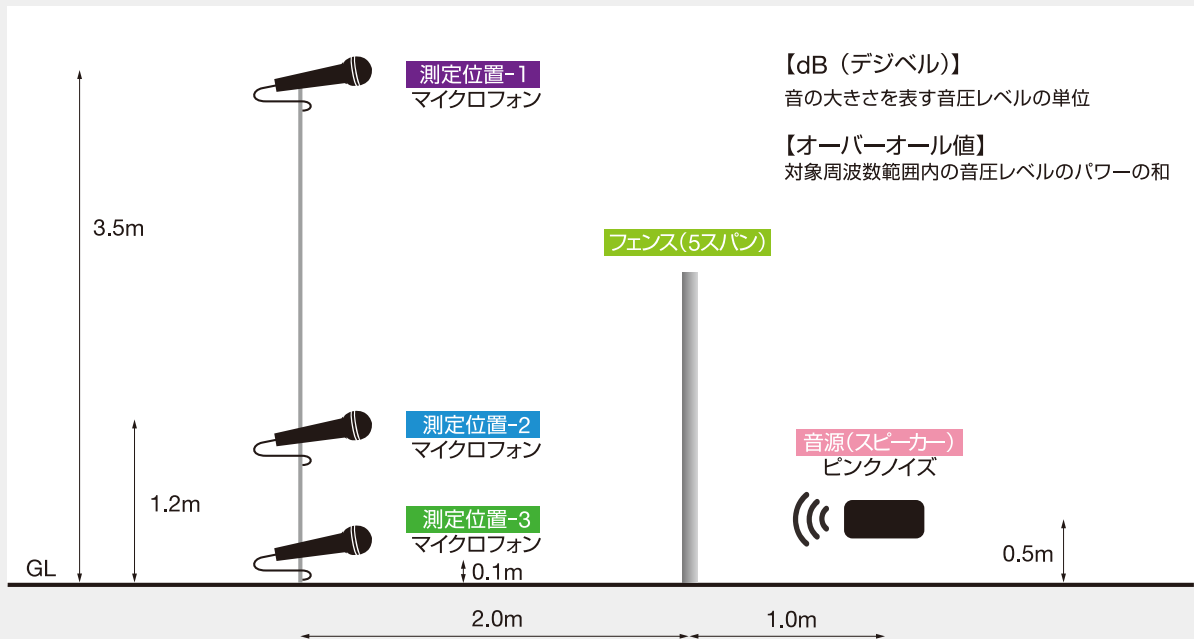 測定位置-1
マイクロフォン
【dB（デジベル）】
音の大きさを表す音圧レベルの単位
【オーバーオール値】
対象周波数範囲内の音圧レベルのパワーの和
3.5m
フェンス(5スパン)
測定位置-2
マイクロフォン
音源(スピーカー)
ピンクノイズ
1.2m
測定位置-3
マイクロフォン
0.5m
GL
0.1m
2.0m
1.0m